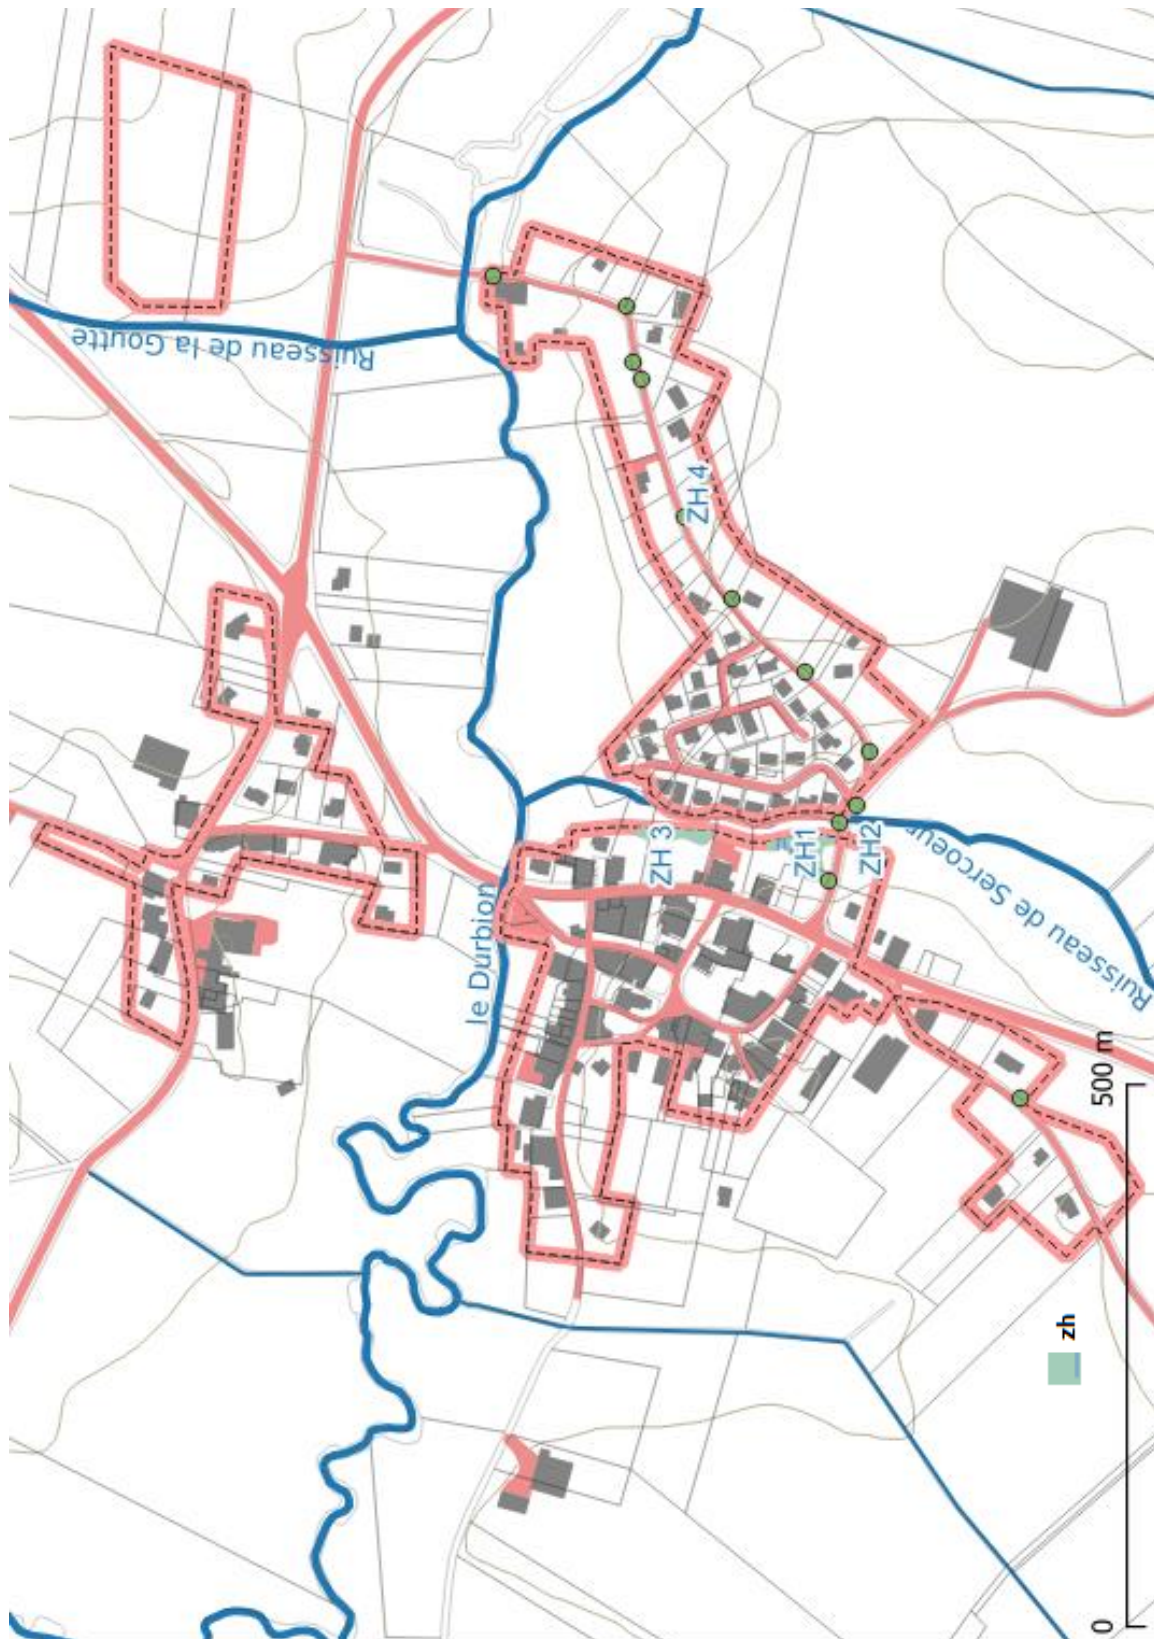 Ruisseau de la Goutte
ZH 4
le Durbion
ZH 3
ZH1
ZH2
Ruisseau de Sercoeur
zh
0
500 m